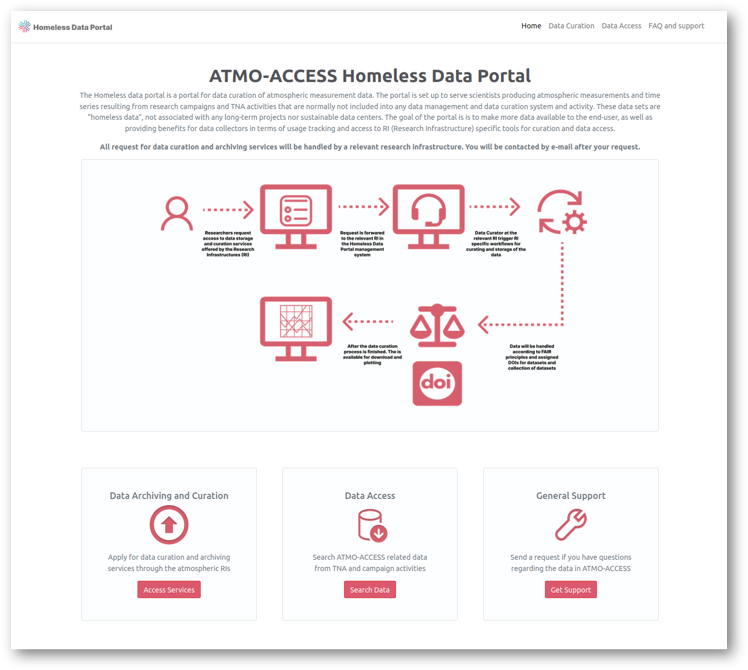 Homeless Data Portal
Home Data Curation Data Access FAQ and support
ATMO-ACCESS Homeless Data Portal
The Homeless data portal is a portal for data curation of atmospheric measurement data. The portal is set up to serve scientists producing atmospheric measurements and time
series resulting from research campaigns and TNA activities that are normally not included into any data management and data curation system and activity. These data sets are
"homeless data", not associated with any long-term projects nor sustainable data centers. The goal of the portal is is to make more data available to the end-user, as well as
providing benefits for data collectors in terms of usage tracking and access to RI (Research Infrastructure) specific tools for curation and data access.
All request for data curation and archiving services will be handled by a relevant research infrastructure. You will be contacted by e-mail after your request.
Researchers request
access to data storage
and curation services
offered by the Research
Infrastructures (RI)
Request is forwared
to the relevant RI in
the Homeless Data
Portal management
system
Data Curator at the
relevant RI trigger RI
specific workflows for
curating and storage of the
data
Data will be handled
according to FAIR
principles and assigned
DOIs for datasets and
collection of datasets
doi
After the data curation
process is finished. The is
available for download and
plotting
Data Archiving and Curation
Apply for data curation and archiving
services through the atmospheric RIs
Access Services
Data Access
Search ATMO-ACCESS related data
from TNA and campaign activities
Search Data
General Support
Send a request if you have questions
regarding the data in ATMO-ACCESS
Get Support